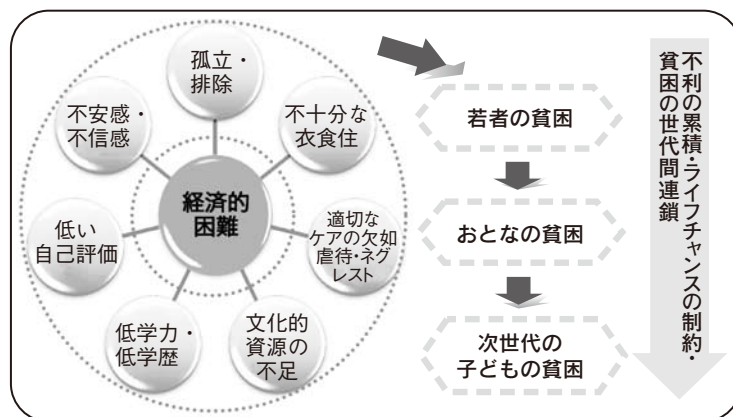 孤立・
排除
不安感・
不信感
不十分な
衣食住
経済的
困難
低い
自己評価
適切な
ケアの欠如
虐待・ネグ
レスト
低学力・
低学歴
文化的
資源の
不足
若者の貧困
おとなの貧困
次世代の
子どもの貧困
不利の累積・ライフチャンスの制約・
貧困の世代間連鎖